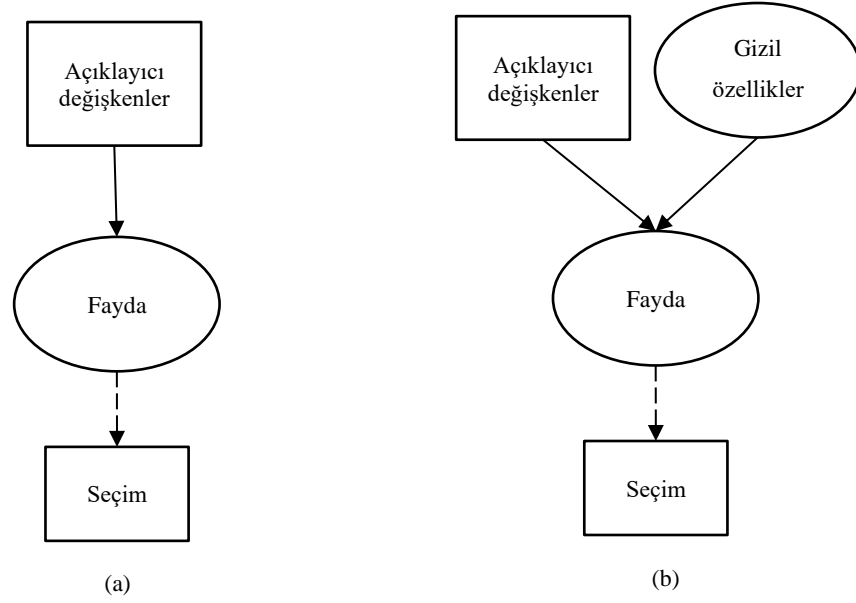 Açıklayıcı
değişkenler
Fayda
Seçim
(a)
Açıklayıcı
değişkenler
Gizil
özellikler
Fayda
Seçim
(b)